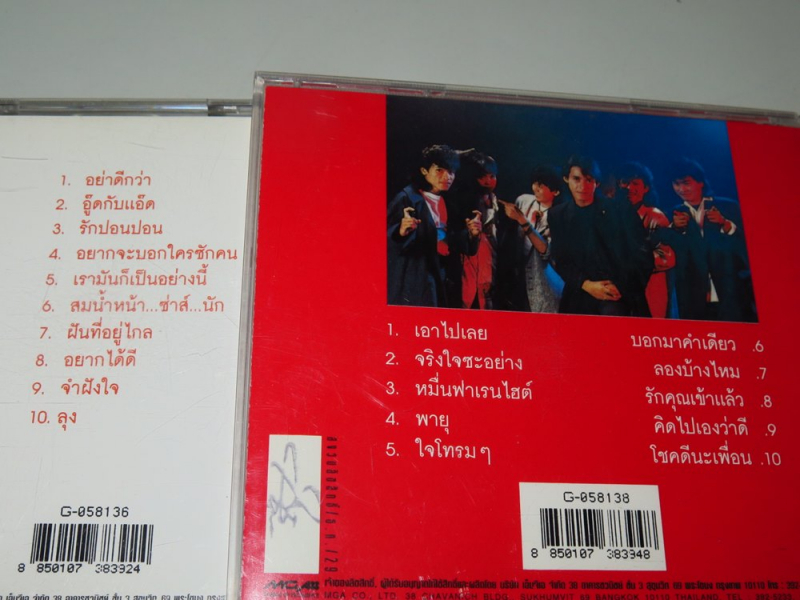 1. อย่าดีกว่า
2. อู๊ดกับแอ๊ด
3. รักปอนปอน
4. อยากจะบอกใครซักคน
5. เรามันก็เป็นอย่างนี้
6. สมน้ำหน้า...ซ่าส์...นัก
7. ฝันที่อยู่ไกล
8. อยากได้ดี
9. จำฝังใจ
10. ลุง
G-058136
8 850107 383924
1. เอาไปเลย
2. จริงใจซะอย่าง
3. หมื่นฟาเรนไฮต์
4. พายุ
5. ใจโทรมๆ
บอกมาคำเดียว .6
ลองบ้างไหม .7
รักคุณเข้าแล้ว .8
คิดไปเองว่าดี .9
โชคดีนะเพื่อน .10
G-058138
8 850107 383948